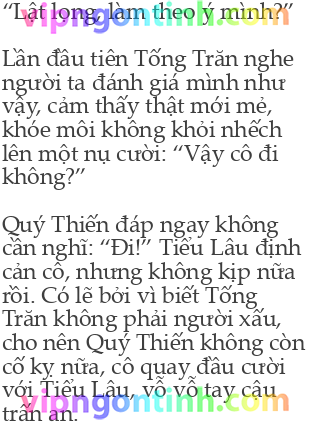 “Lật lọng, làm theo ý mình?”
vipngontinh.com
Lần đầu tiên Tống Trăn nghe
người ta đánh giá mình như
vậy, cảm thấy thật mới mẻ,
khóe môi không khỏi nhếch
lên một nụ cười: “Vậy cô đi
không?”
Quý Thiến đáp ngay không
cần nghĩ: “Đi!” Tiểu Lâu định
cản cô, nhưng không kịp nữa
rồi. Có lẽ bởi vì biết Tống
Trăn không phải người xấu,
cho nên Quý Thiến không còn
cố kỵ nữa, cô quay đầu cười
với Tiểu Lâu, vỗ vỗ tay cậu
trấn an.
vipngontinh.com